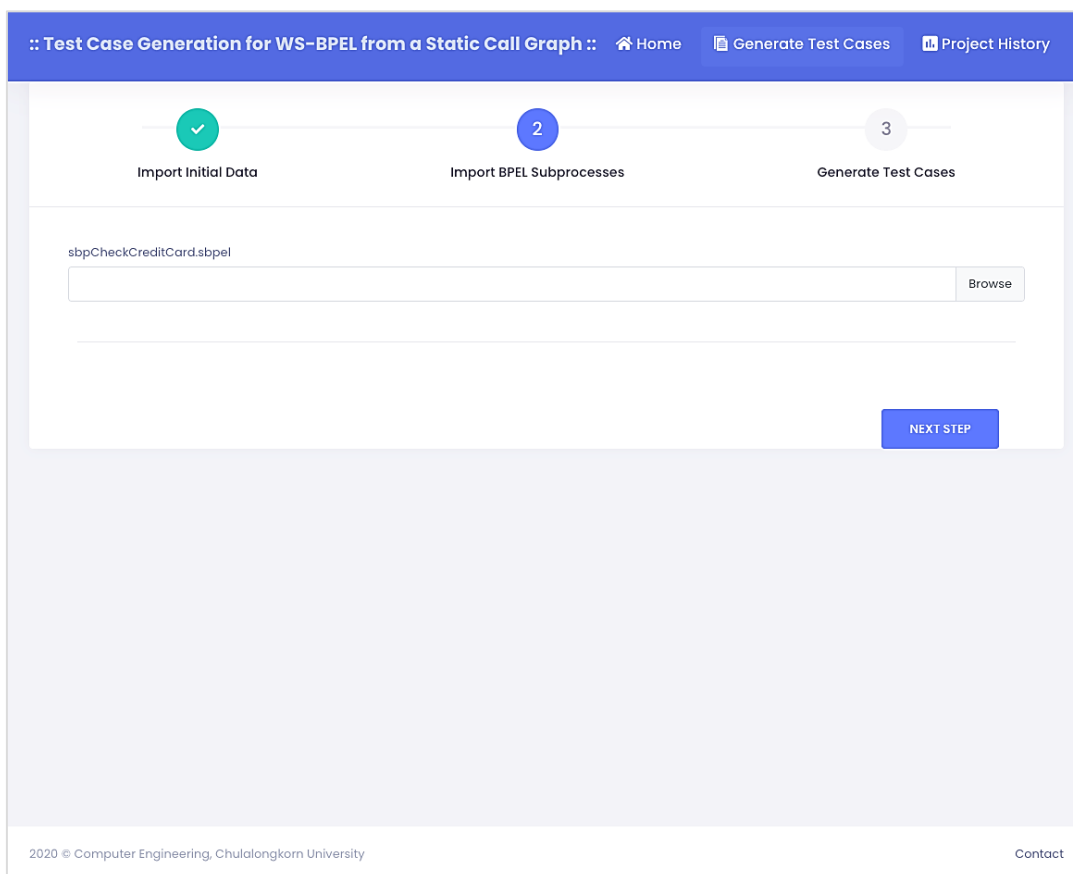 :: Test Case Generation for WS-BPEL from a Static Call Graph :: Home Generate Test Cases Project History
2 3
Import Initial Data Import BPEL Subprocesses Generate Test Cases
sbpCheckCreditCard.sbpel
Browse
NEXT STEP
2020 © Computer Engineering, Chulalongkorn University Contact